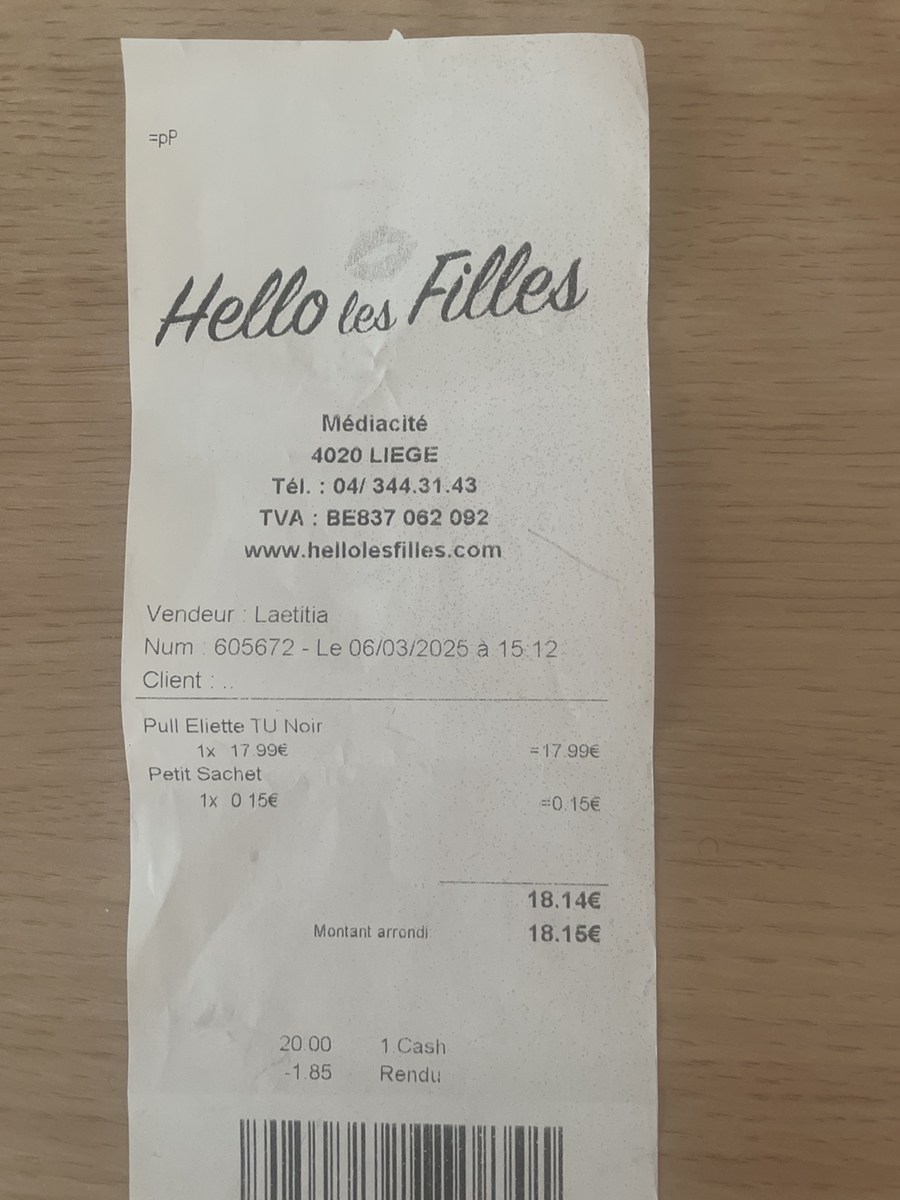 =pP
Hello les Filles
Médiacité
4020 LIEGE
Tél. : 04/ 344.31.43
TVA : BE837 062 092
www.hellolesfilles.com
Vendeur : Laetitia
Num : 605672 - Le 06/03/2025 à 15:12
Client : ..
Pull Eliette TU Noir
1x 17.99€ =17.99€
Petit Sachet
1x 0.15€ =0.15€
18.14€
Montant arrondi 18.15€
20.00 1 Cash
-1.85 Rendu